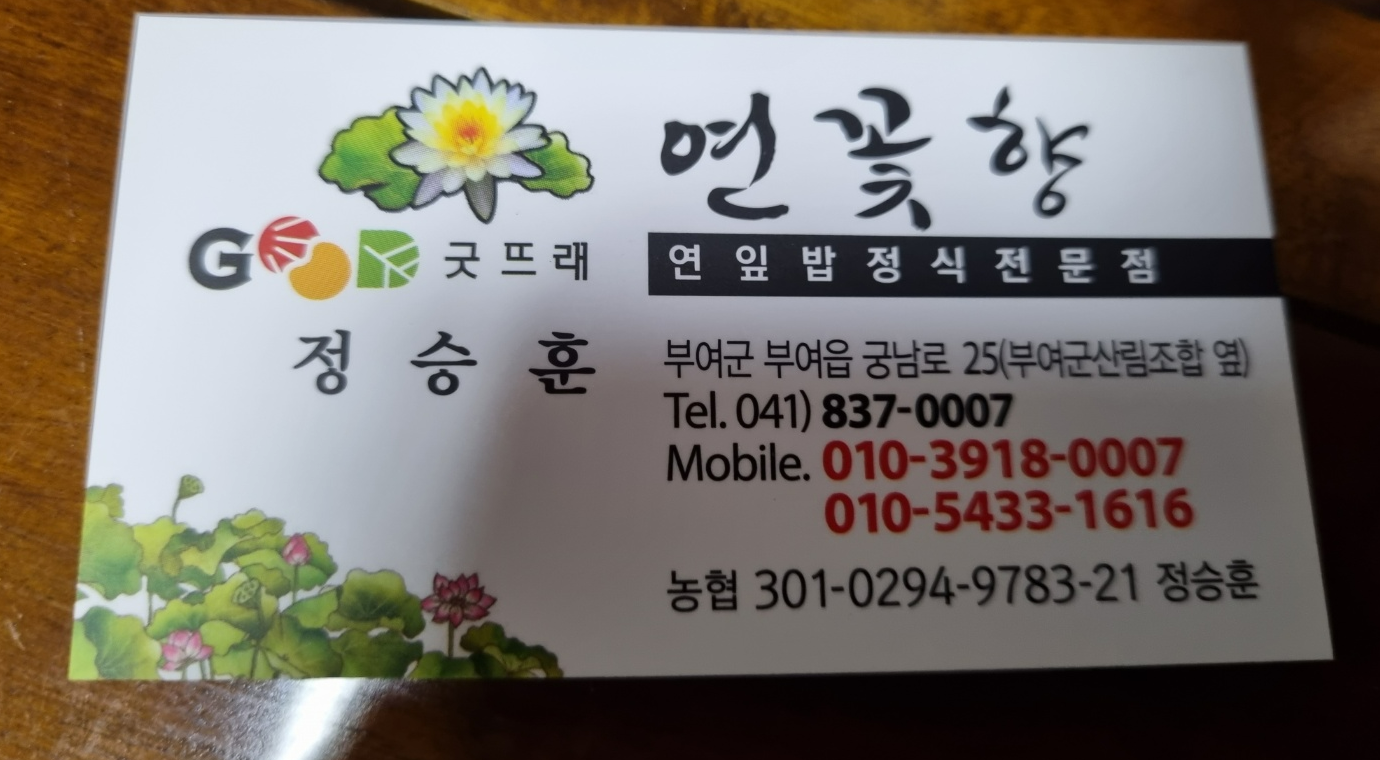 연꽃향
GOOD 굿뜨래
연잎밥정식전문점
정승훈
부여군 부여읍 궁남로 25(부여군산림조합 옆)
Tel. 041) 837-0007
Mobile. 010-3918-0007
010-5433-1616
농협 301-0294-9783-21 정승훈